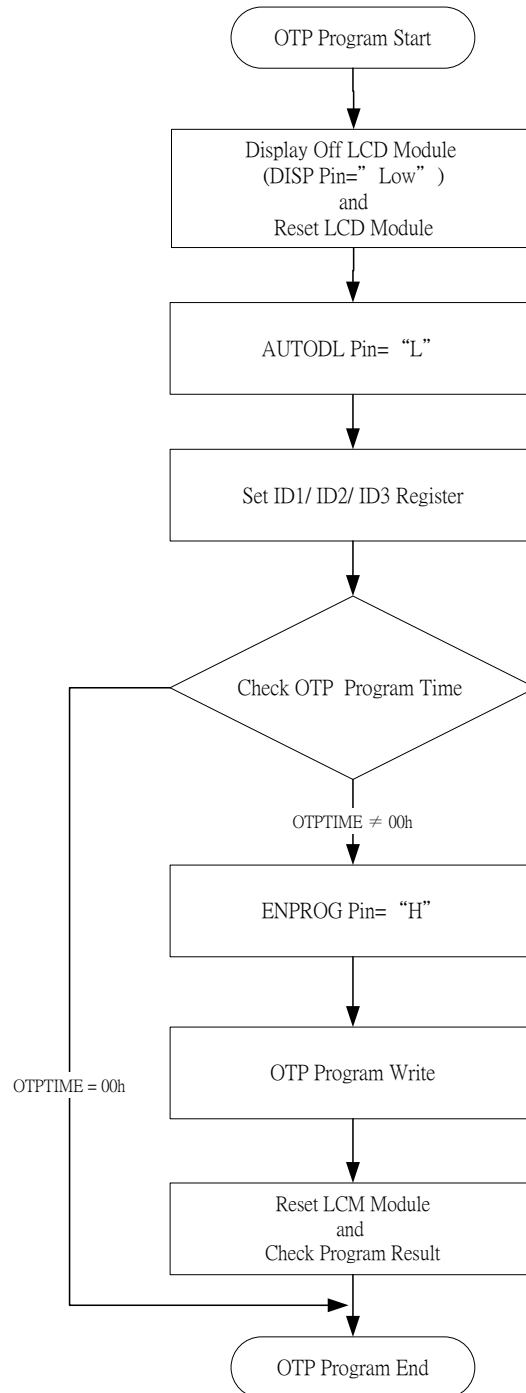 OTP Program Start
Display Off LCD Module
(DISP Pin=”Low”)
and
Reset LCD Module
AUTODL Pin= “L”
Set ID1/ ID2/ ID3 Register
Check OTP Program Time
OTPTIME ≠ 00h
ENPROG Pin= “H”
OTP Program Write
OTPTIME = 00h
Reset LCM Module
and
Check Program Result
OTP Program End